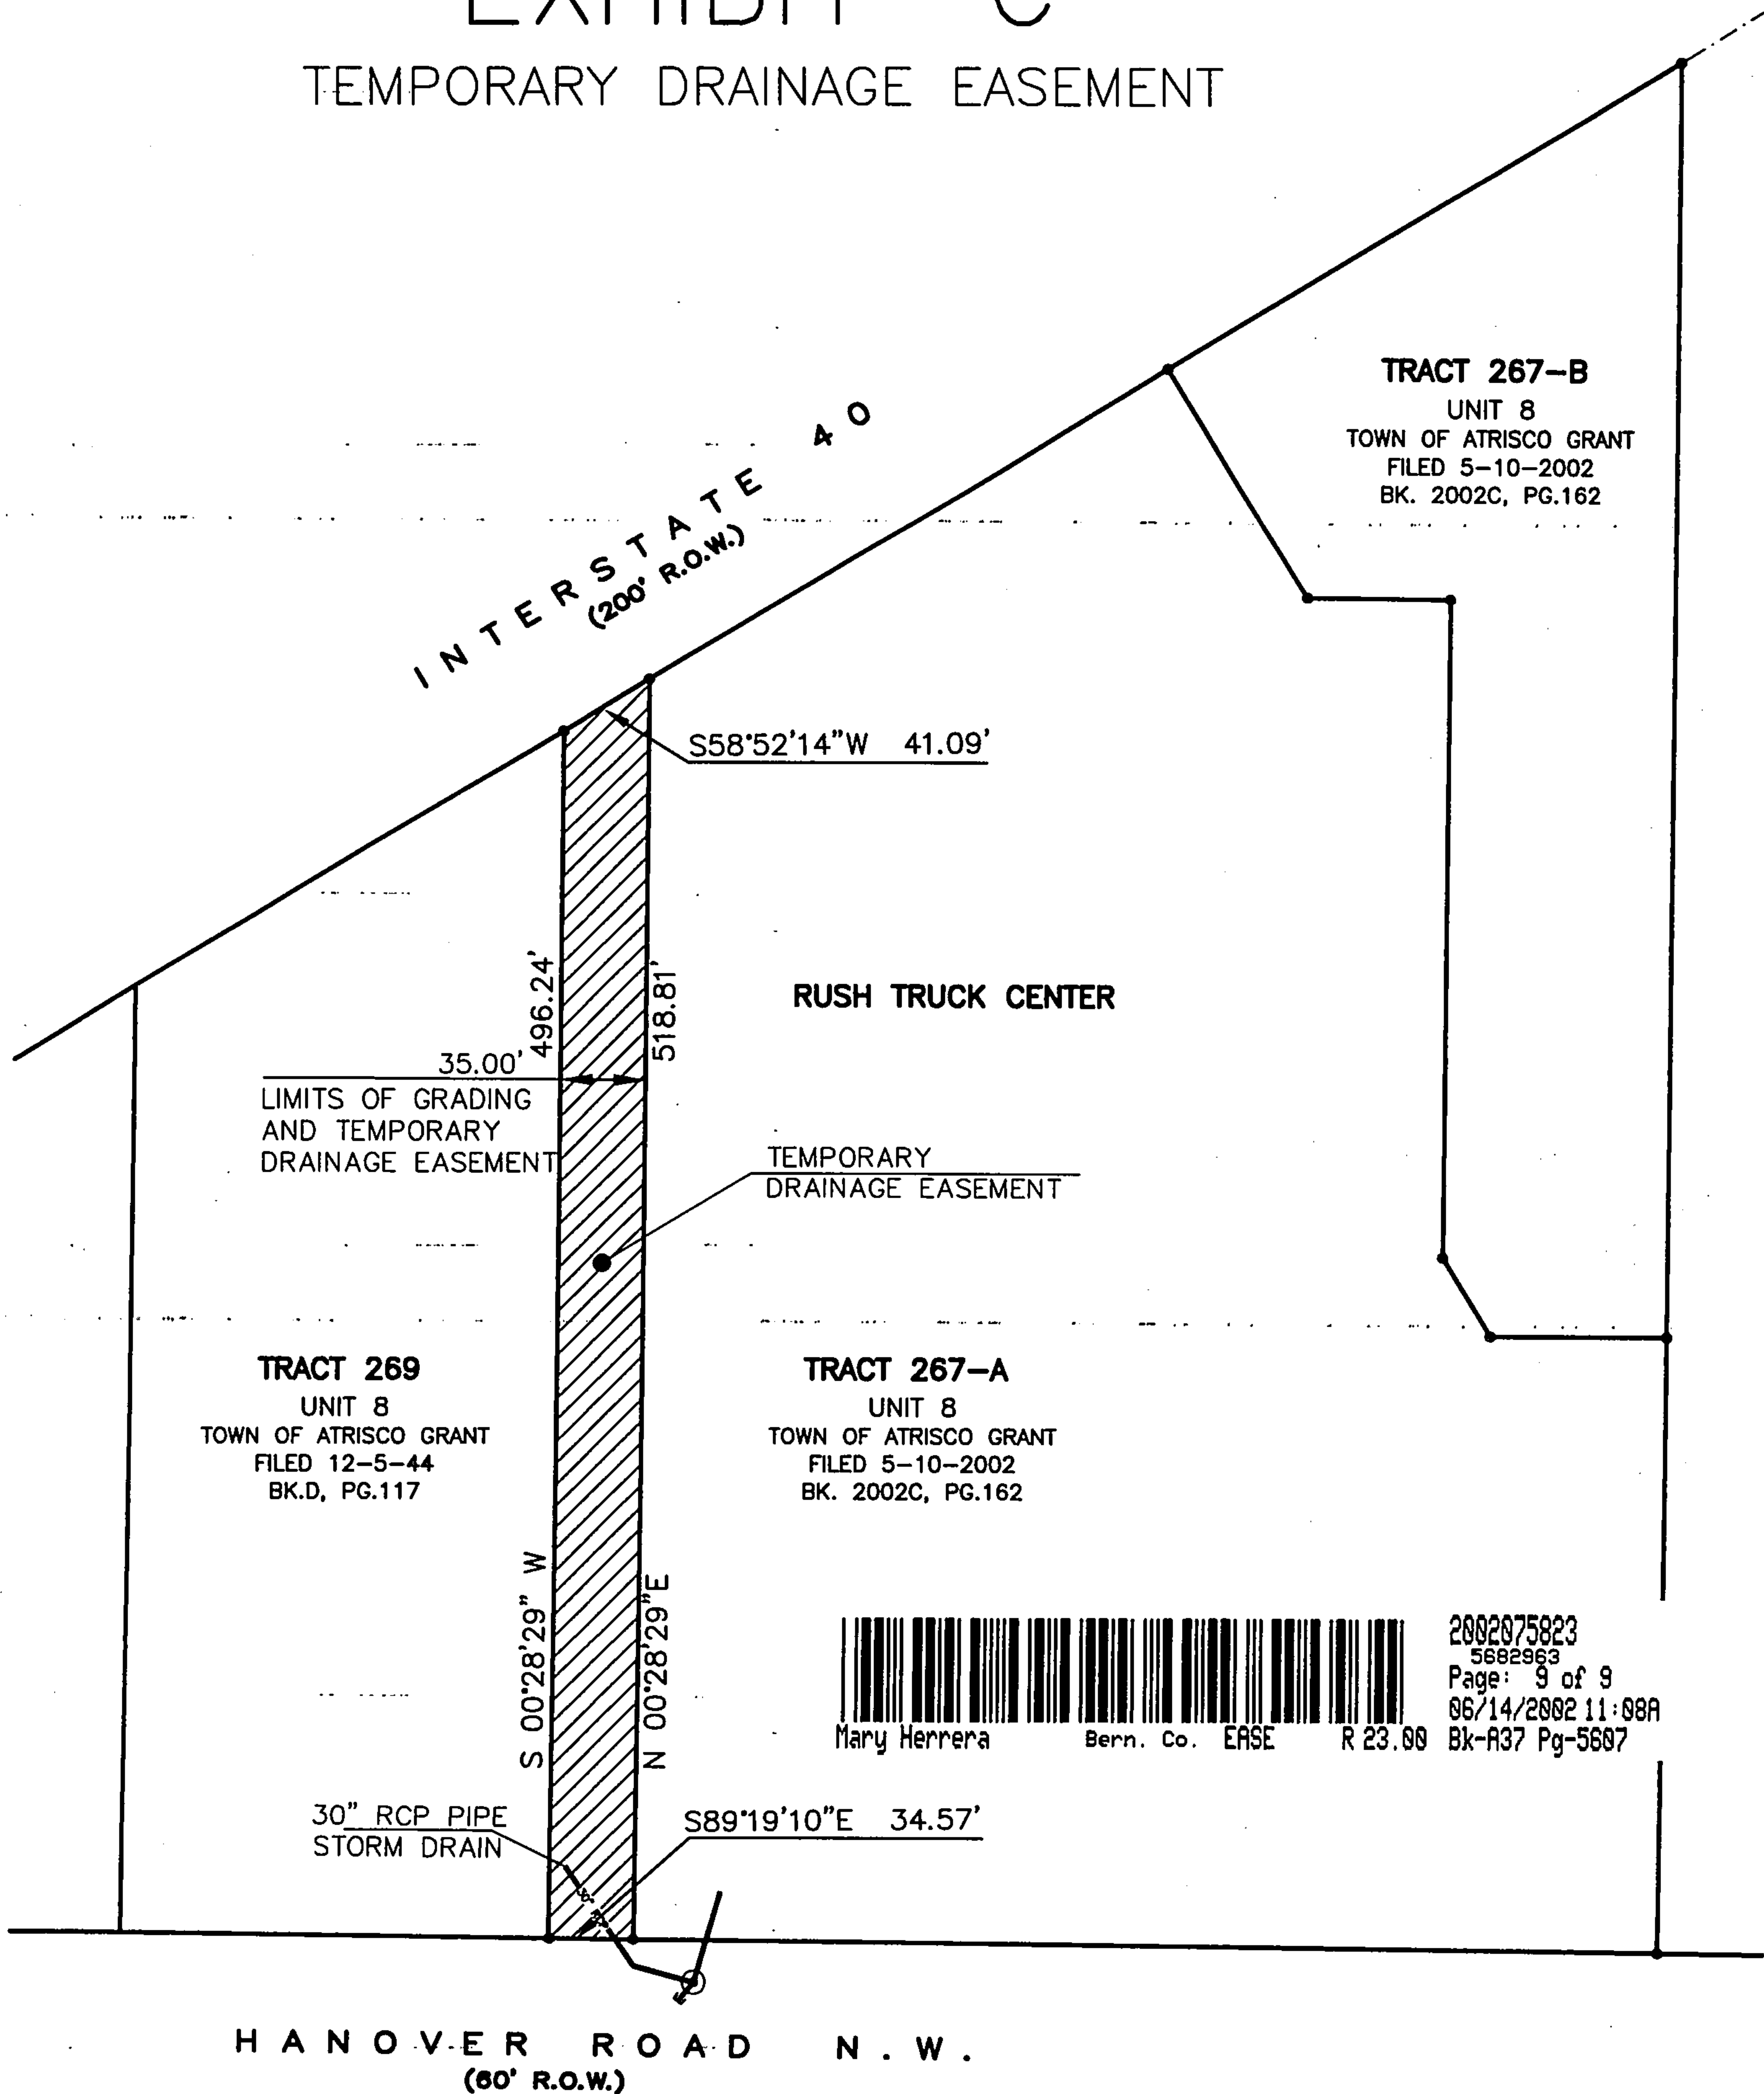 EXHIBIT "C"
TEMPORARY DRAINAGE EASEMENT
TRACT 267-B
UNIT 8
TOWN OF ATRISCO GRANT
FILED 5-10-2002
BK. 2002C, PG.162
INTERSTATE 40
(200' R.O.W.)
S58°52'14"W 41.09'
496.24'
518.81'
RUSH TRUCK CENTER
35.00'
LIMITS OF GRADING
AND TEMPORARY
DRAINAGE EASEMENT
TEMPORARY
DRAINAGE EASEMENT
TRACT 269
UNIT 8
TOWN OF ATRISCO GRANT
FILED 12-5-44
BK.D, PG.117
TRACT 267-A
UNIT 8
TOWN OF ATRISCO GRANT
FILED 5-10-2002
BK. 2002C, PG.162
S 00°28'29" W
N 00°28'29"E
2002075823
5682963
Page: 9 of 9
06/14/2002 11:08A
Mary Herrera Bern. Co. EASE R 23.00 Bk-A37 Pg-5607
30" RCP PIPE
STORM DRAIN
S89°19'10"E 34.57'
HANOVER ROAD N.W.
(60' R.O.W.)